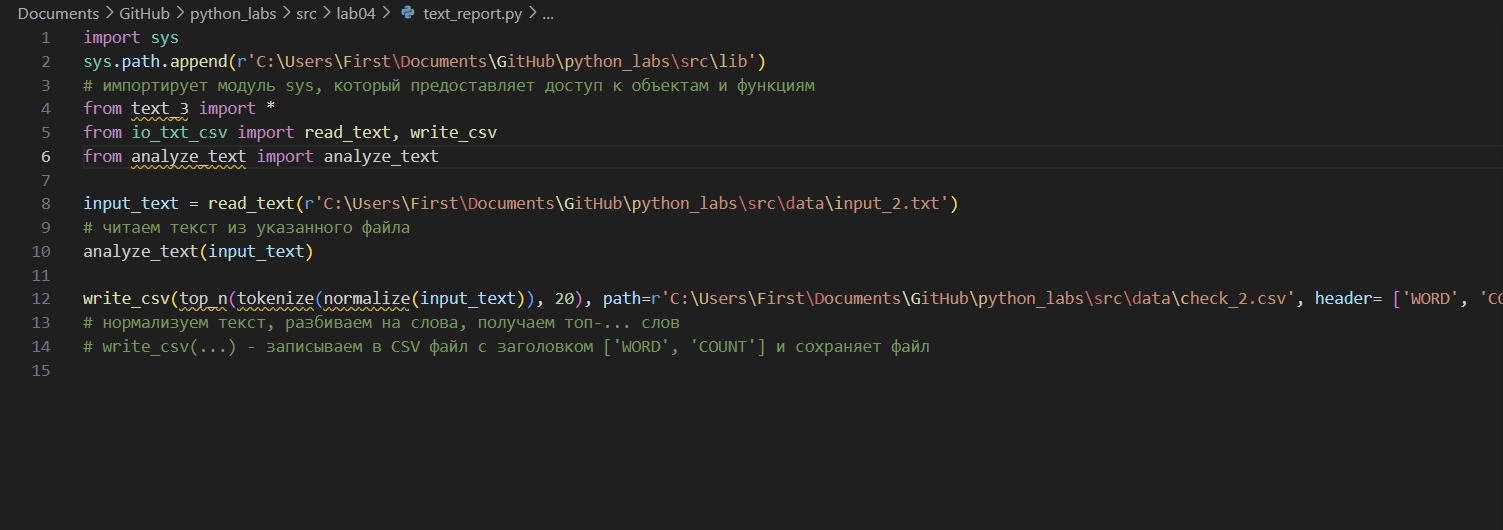 Documents > GitHub > python_labs > src > lab04 > text_report.py > ...
1 import sys
2 sys.path.append(r'C:\Users\First\Documents\GitHub\python_labs\src\lib')
3 # импортирует модуль sys, который предоставляет доступ к объектам и функциям
4 from text_3 import *
5 from io_txt_csv import read_text, write_csv
6 from analyze_text import analyze_text
7
8 input_text = read_text(r'C:\Users\First\Documents\GitHub\python_labs\src\data\input_2.txt')
9 # читаем текст из указанного файла
10 analyze_text(input_text)
11
12 write_csv(top_n(tokenize(normalize(input_text)), 20), path=r'C:\Users\First\Documents\GitHub\python_labs\src\data\check_2.csv', header= ['WORD', 'CO
13 # нормализуем текст, разбиваем на слова, получаем топ-... слов
14 # write_csv(...) - записываем в CSV файл с заголовком ['WORD', 'COUNT'] и сохраняет файл
15